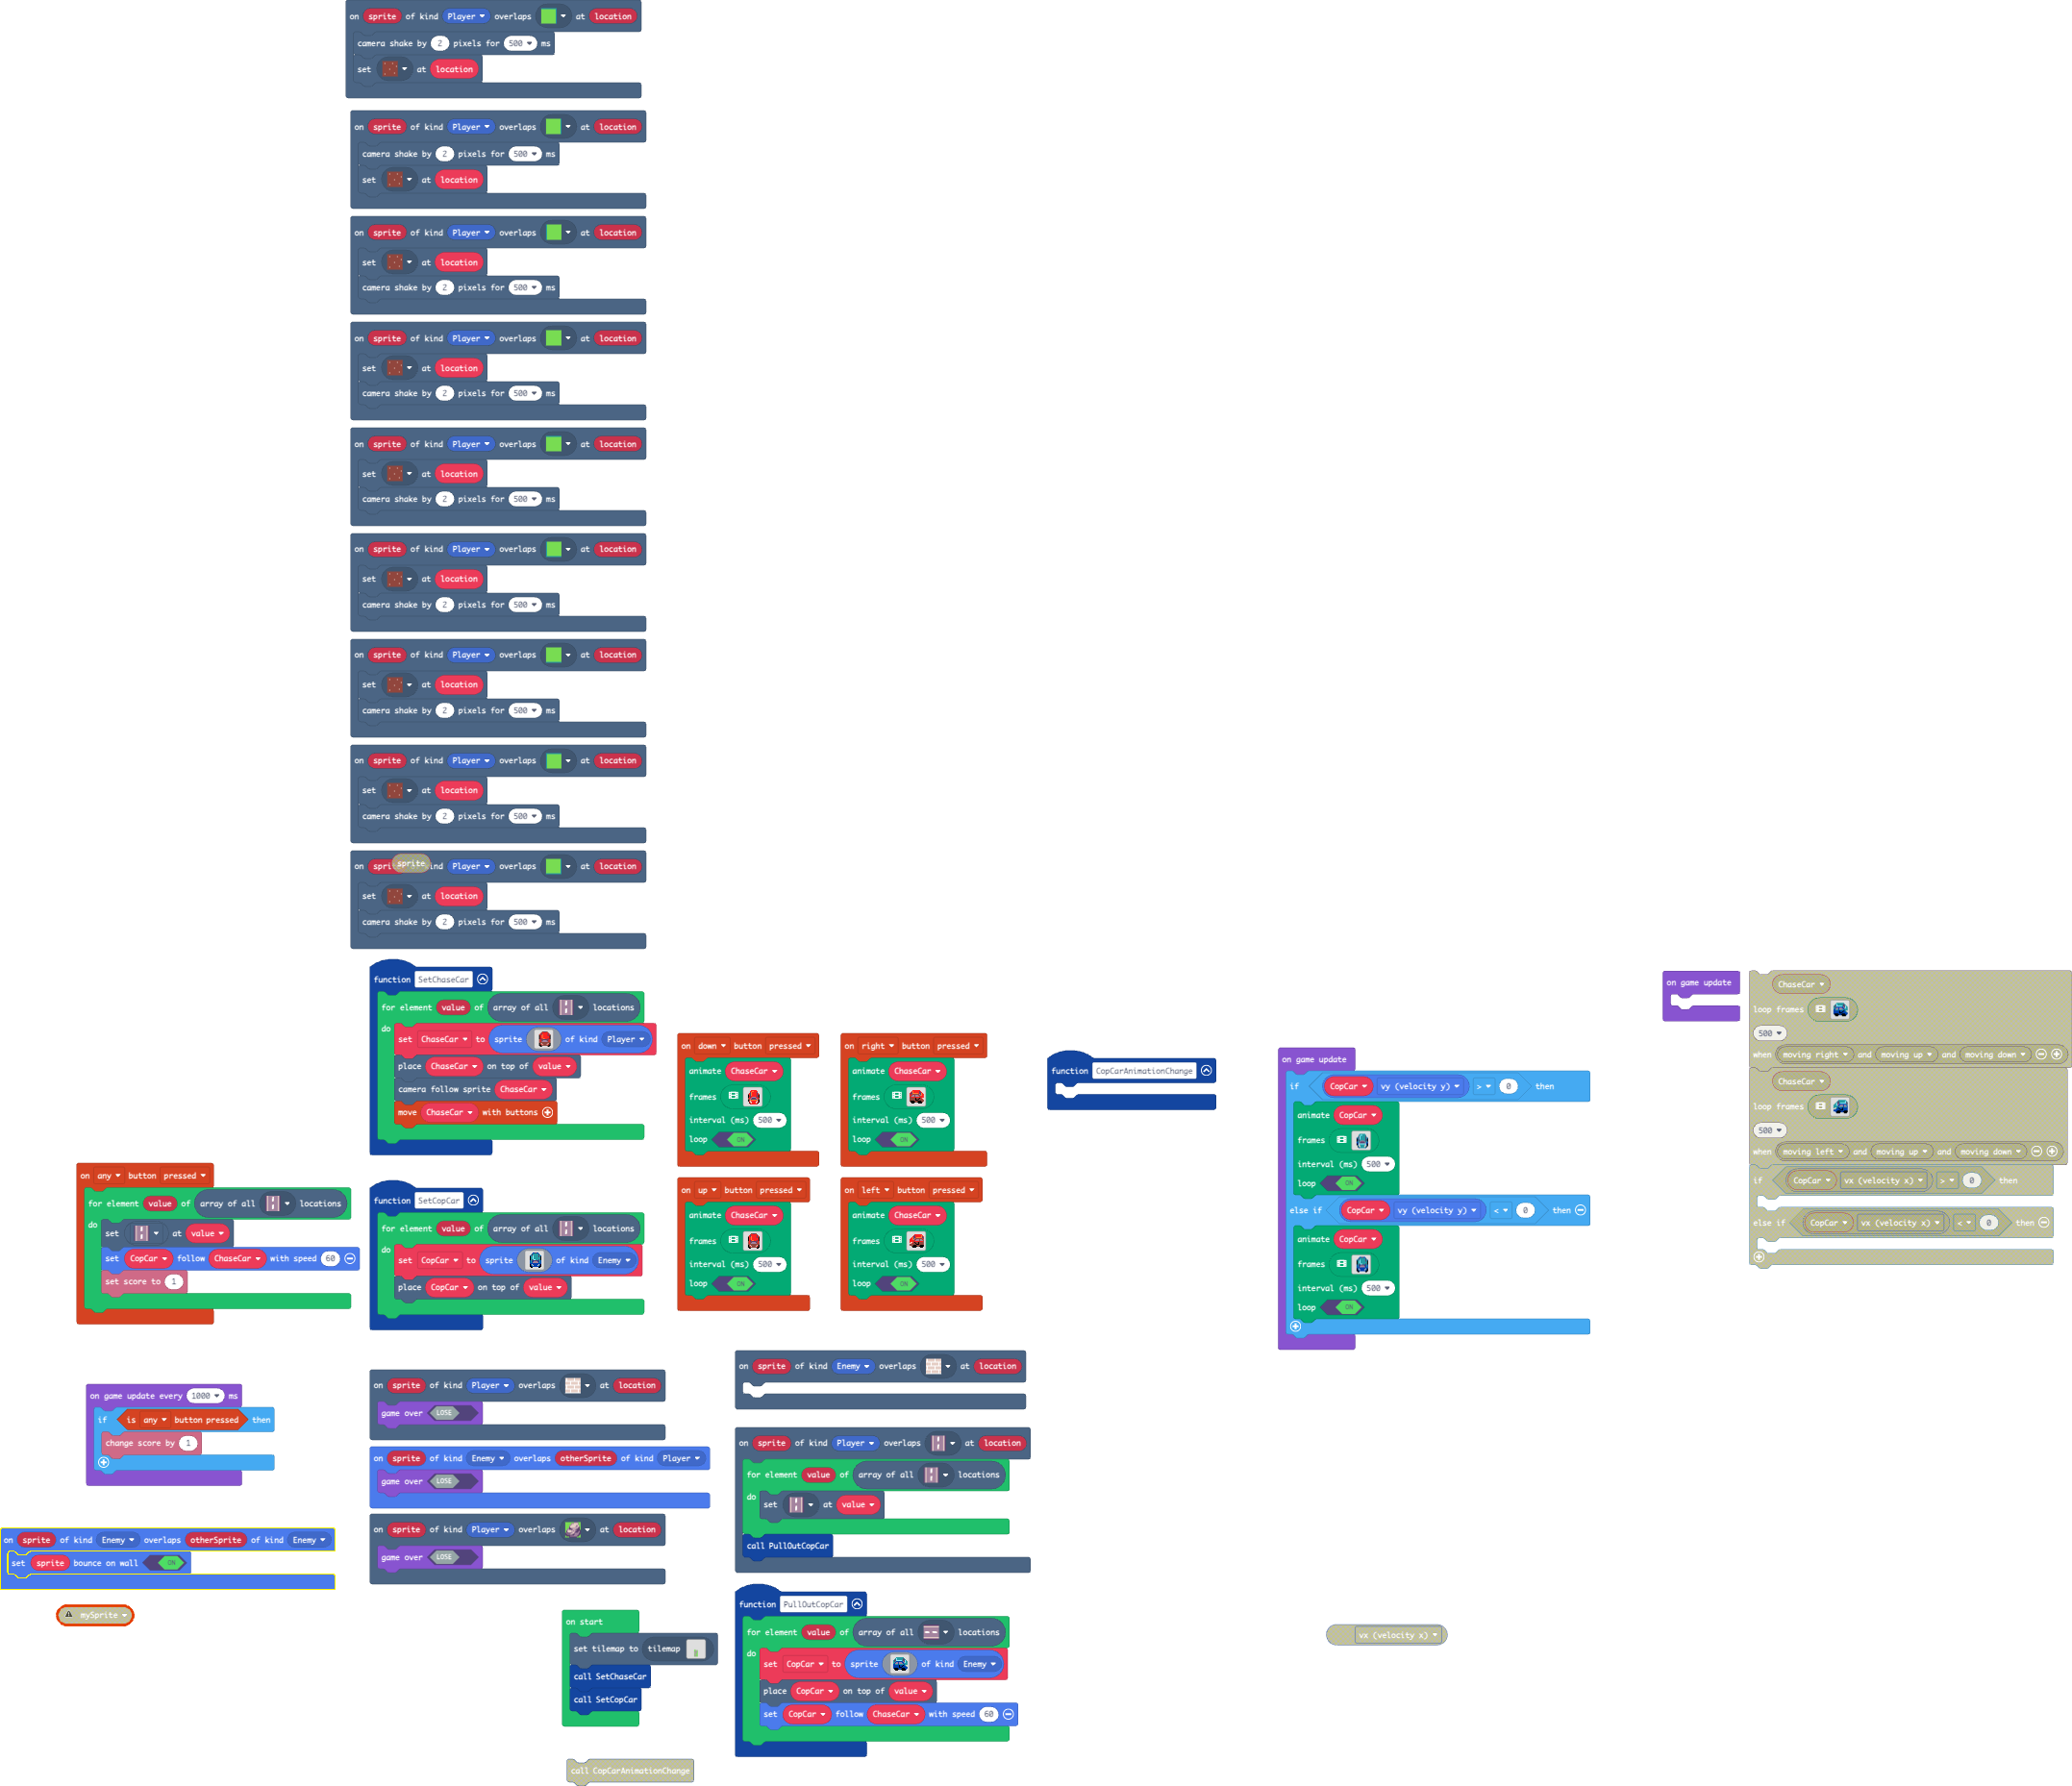 on sprite of kind Player overlaps at location
camera shake by 2 pixels for 500 ms
set at location
on sprite of kind Player overlaps at location
camera shake by 2 pixels for 500 ms
set at location
on sprite of kind Player overlaps at location
set at location
camera shake by 2 pixels for 500 ms
on sprite of kind Player overlaps at location
set at location
camera shake by 2 pixels for 500 ms
on sprite of kind Player overlaps at location
set at location
camera shake by 2 pixels for 500 ms
on sprite of kind Player overlaps at location
set at location
camera shake by 2 pixels for 500 ms
on sprite of kind Player overlaps at location
set at location
camera shake by 2 pixels for 500 ms
on sprite of kind Player overlaps at location
set at location
camera shake by 2 pixels for 500 ms
on sprite Player overlaps at location
set at location
camera shake by 2 pixels for 500 ms
function SetChaseCar
for element value of array of all locations
do
set ChaseCar to sprite of kind Player
place ChaseCar on top of value
camera follow sprite ChaseCar
move ChaseCar with buttons
on down button pressed
animate ChaseCar
frames
interval (ms) 500
loop ON
on right button pressed
animate ChaseCar
frames
interval (ms) 500
loop ON
function CopCarAnimationChange
on game update
if CopCar vy (velocity y) > 0 then
animate CopCar
frames
interval (ms) 500
loop ON
else if CopCar vy (velocity y) < 0 then
animate CopCar
frames
interval (ms) 500
loop ON
on game update
ChaseCar
loop frames
500
when moving right and moving up and moving down
ChaseCar
loop frames
500
when moving left and moving up and moving down
if CopCar vx (velocity x) > 0 then
else if CopCar vx (velocity x) < 0 then
on any button pressed
for element value of array of all locations
do
set at value
set CopCar follow ChaseCar with speed 60
set score to 1
function SetCopCar
for element value of array of all locations
do
set CopCar to sprite of kind Enemy
place CopCar on top of value
on up button pressed
animate ChaseCar
frames
interval (ms) 500
loop ON
on left button pressed
animate ChaseCar
frames
interval (ms) 500
loop ON
on game update every 1000 ms
if is any button pressed then
change score by 1
on sprite of kind Player overlaps at location
game over LOSE
on sprite of kind Enemy overlaps otherSprite of kind Player
game over LOSE
on sprite of kind Player overlaps at location
game over LOSE
on sprite of kind Enemy overlaps at location
on sprite of kind Player overlaps at location
for element value of array of all locations
do
set at value
call PullOutCopCar
on sprite of kind Enemy overlaps otherSprite of kind Enemy
set sprite bounce on wall ON
mySprite
on start
set tilemap to tilemap
call SetChaseCar
call SetCopCar
function PullOutCopCar
for element value of array of all locations
do
set CopCar to sprite of kind Enemy
place CopCar on top of value
set CopCar follow ChaseCar with speed 60
vx (velocity x)
call CopCarAnimationChange